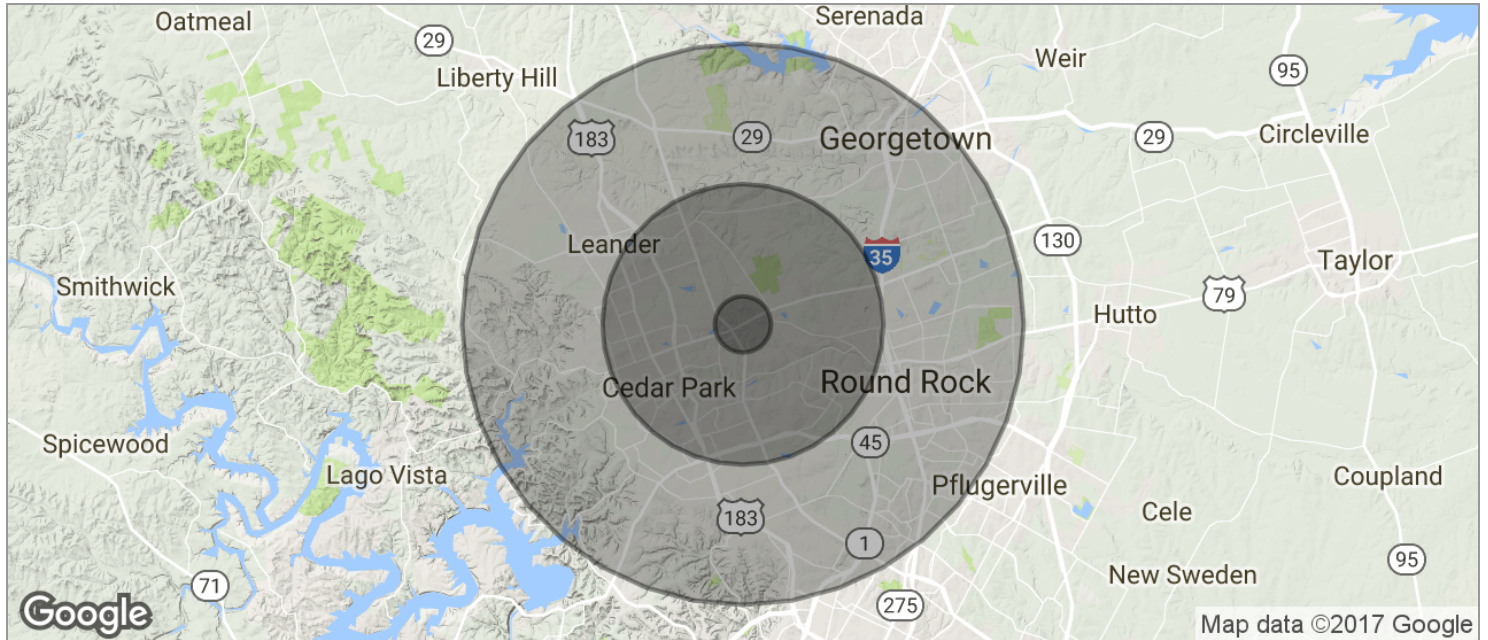 Oatmeal
Serenada
29
Weir
95
Liberty Hill
183
29
Georgetown
29
Circleville
Leander
35
130
Taylor
Smithwick
79
Hutto
Cedar Park
Round Rock
Spicewood
45
Lago Vista
Pflugerville
Coupland
183
Cele
1
95
71
New Sweden
275
Google
Map data ©2017 Google